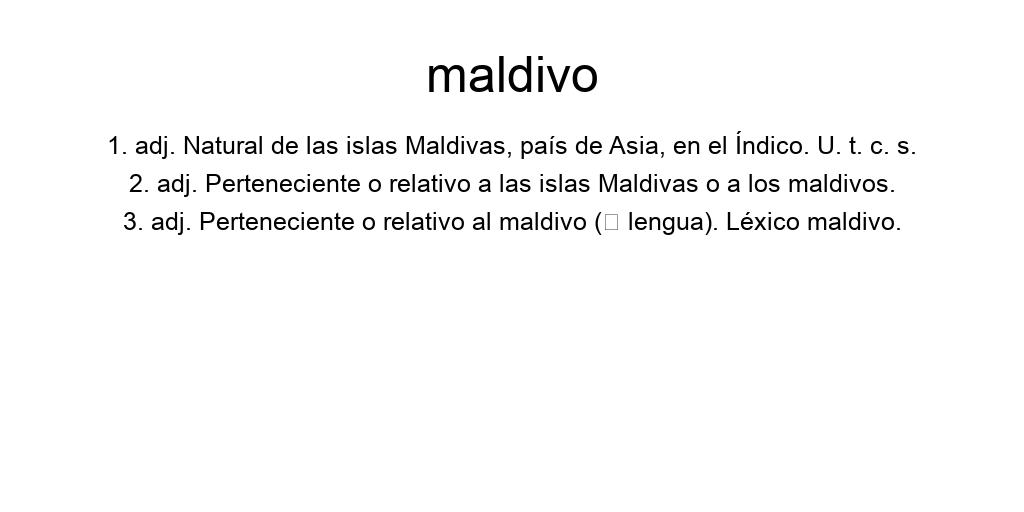 maldivo
1. adj. Natural de las islas Maldivas, país de Asia, en el Índico. U. t. c. s.
2. adj. Perteneciente o relativo a las islas Maldivas o a los maldivos.
3. adj. Perteneciente o relativo al maldivo (□ lengua). Léxico maldivo.